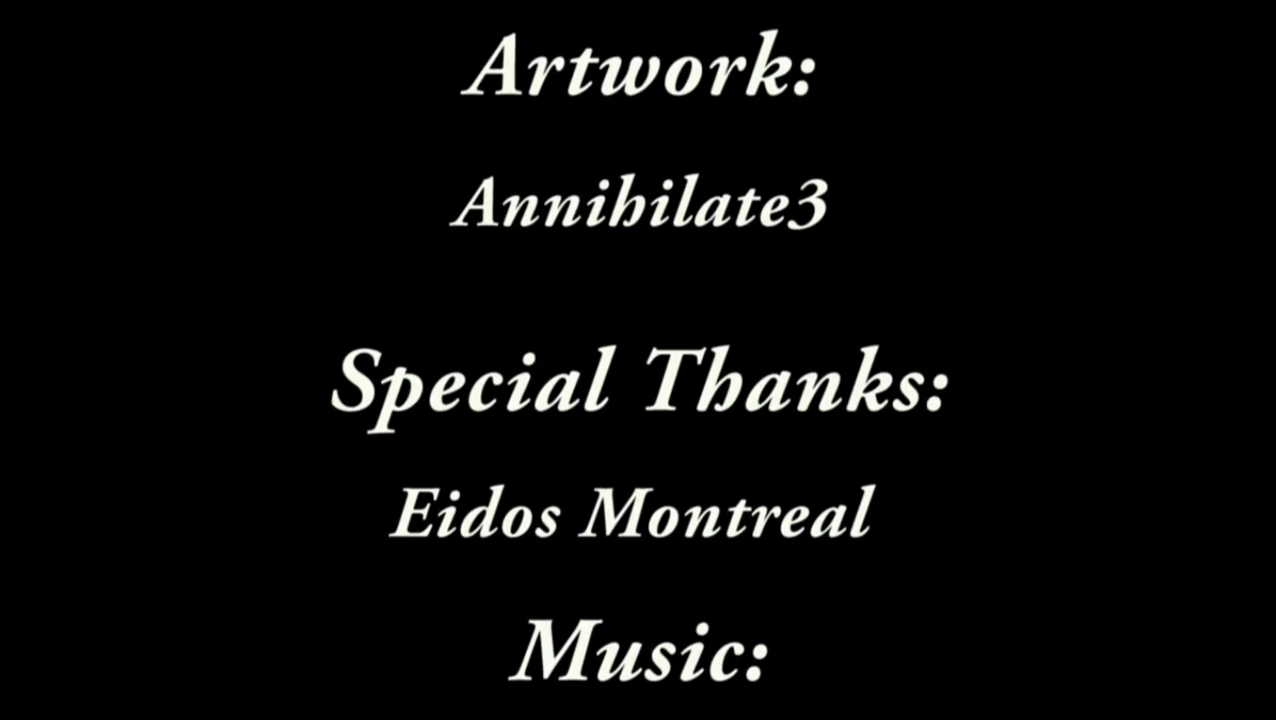 Artwork:
Annihilate3
Special Thanks:
Eidos Montreal
Music: